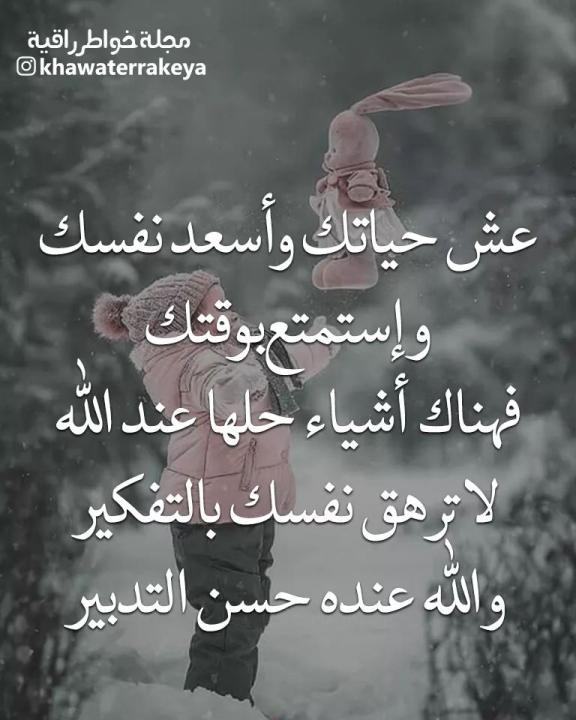 مجلة خواطر راقية
khawaterrakeya
عش حياتك وأسعد نفسك
وإستمتع بوقتك
فهناك أشياء حلها عند الله
لا ترهق نفسك بالتفكير
والله عنده حسن التدبير